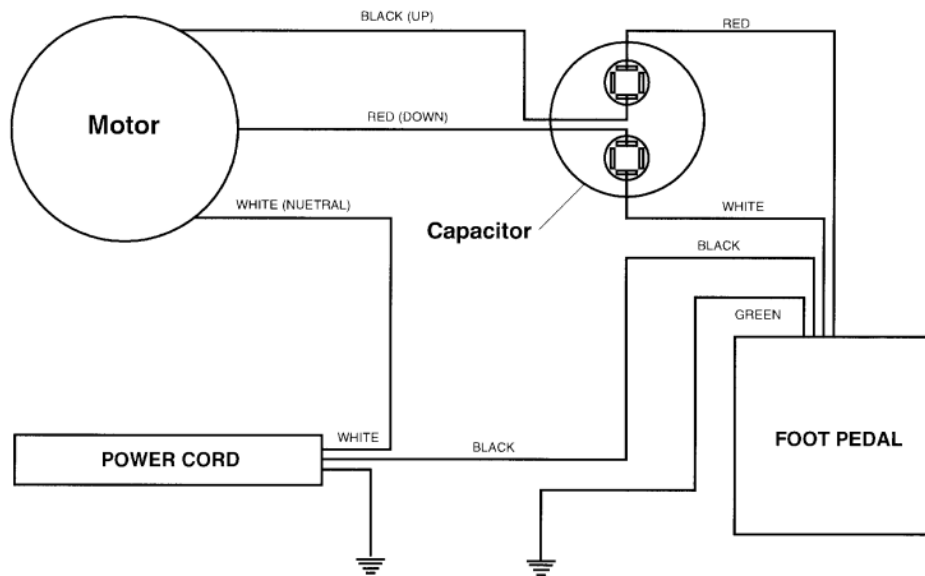 BLACK (UP)
RED
Motor
RED (DOWN)
WHITE (NUETRAL)
Capacitor
WHITE
BLACK
GREEN
FOOT PEDAL
WHITE
BLACK
POWER CORD